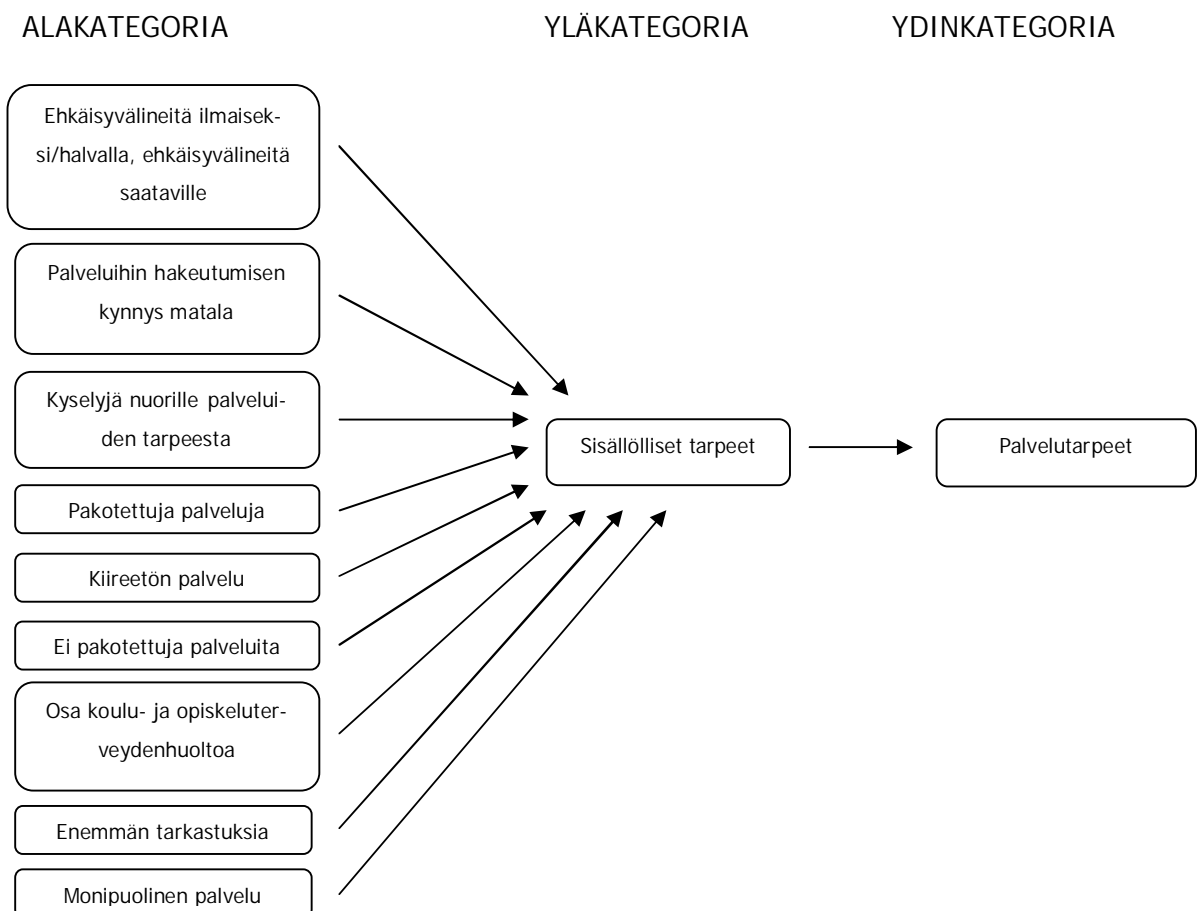 ALAKATEGORIA YLÄKATEGORIA YDINKATEGORIA
Ehkäisyvälineitä ilmaisek-
si/halvalla, ehkäisyvälineitä
saataville
Palveluihin hakeutumisen
kynnys matala
Kyselyjä nuorille palvelui-
den tarpeesta
Sisällölliset tarpeet
Palvelutarpeet
Pakotettuja palveluja
Kiireetön palvelu
Ei pakotettuja palveluita
Osa koulu- ja opiskeluter-
veydenhuoltoa
Enemmän tarkastuksia
Monipuolinen palvelu